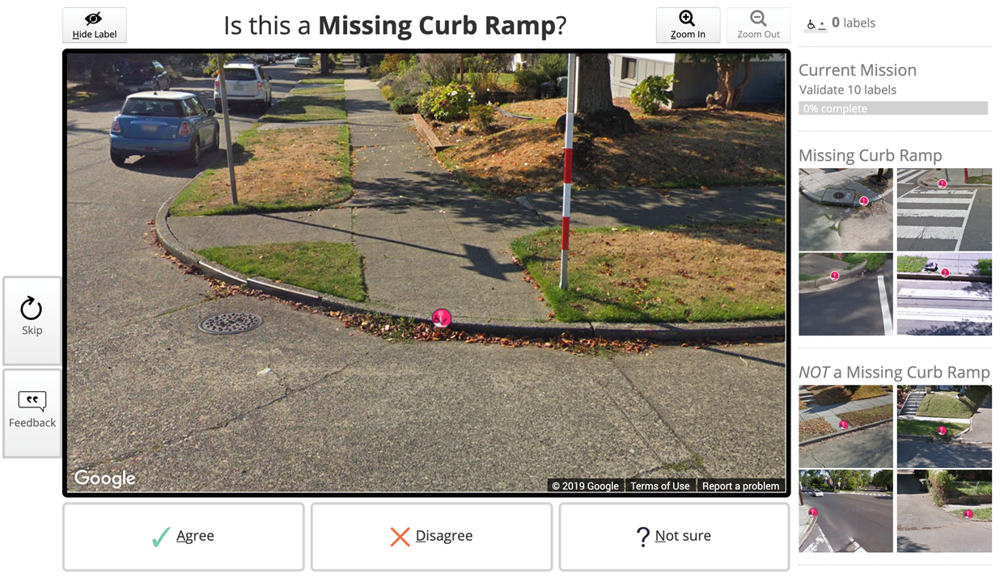 Hide Label
Is this a Missing Curb Ramp?
Zoom In
Zoom Out
0 labels
Current Mission
Validate 10 labels
0% complete
Missing Curb Ramp
Skip
Feedback
NOT a Missing Curb Ramp
Google
© 2019 Google
Terms of Use
Report a problem
Agree
Disagree
Not sure